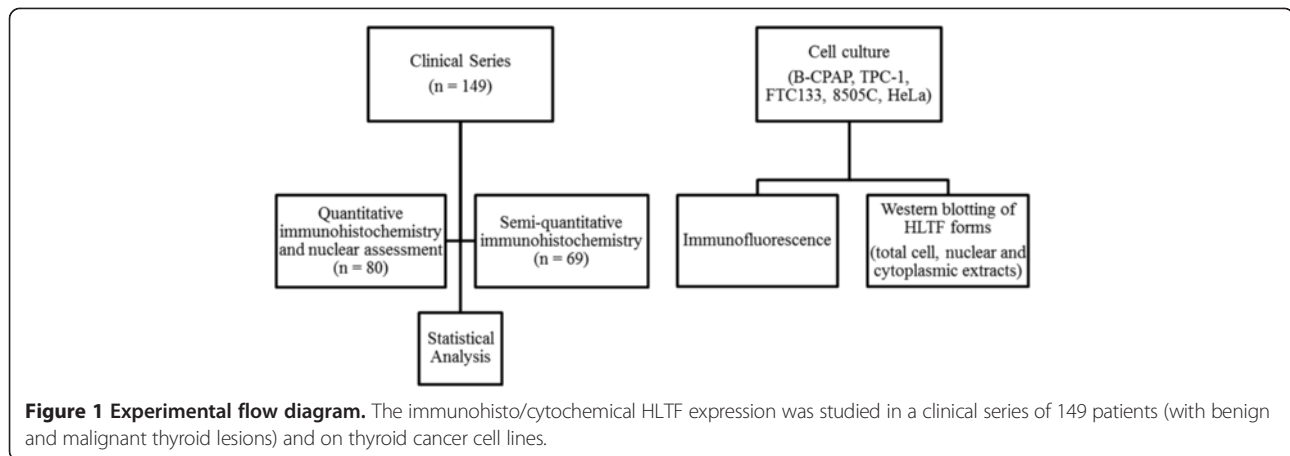 Clinical Series
(n = 149)
Cell culture
(B-CPAP, TPC-1,
FTC133, 8505C, HeLa)
Quantitative
immunohistochemistry
and nuclear assessment
(n = 80)
Semi-quantitative
immunohistochemistry
(n = 69)
Immunofluorescence
Western blotting of
HLTF forms
(total cell, nuclear and
cytoplasmic extracts)
Statistical
Analysis
Figure 1 Experimental flow diagram. The immunohisto/cytochemical HLTF expression was studied in a clinical series of 149 patients (with benign
and malignant thyroid lesions) and on thyroid cancer cell lines.